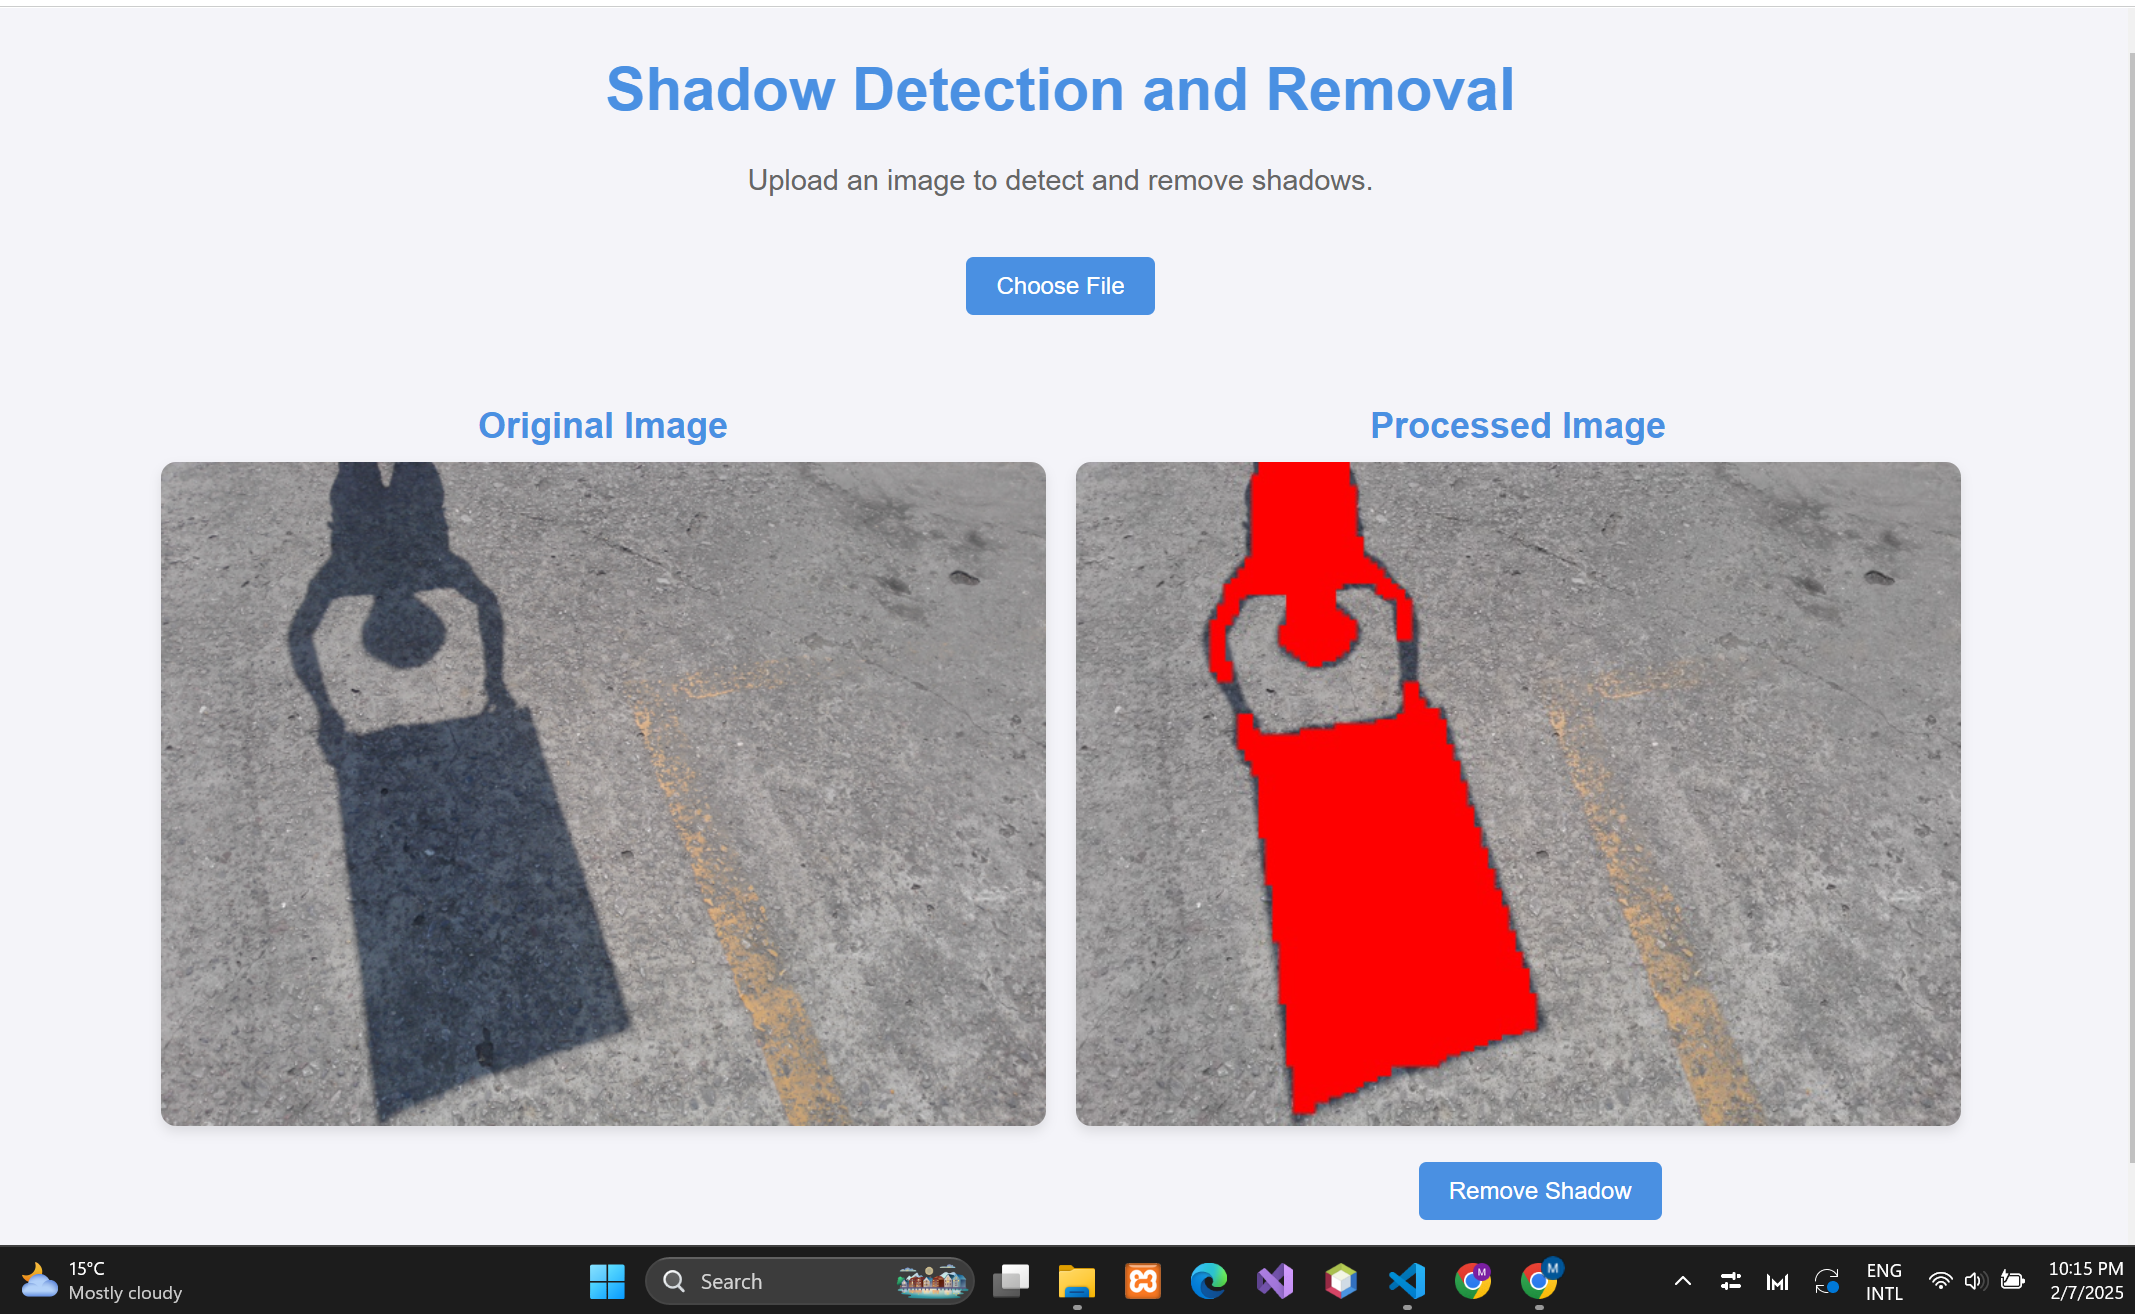 Shadow Detection and Removal
Upload an image to detect and remove shadows.
Choose File
Original Image
Processed Image
Remove Shadow
15°C
Mostly cloudy
Search
M
M
ENG
INTL
10:15 PM
2/7/2025